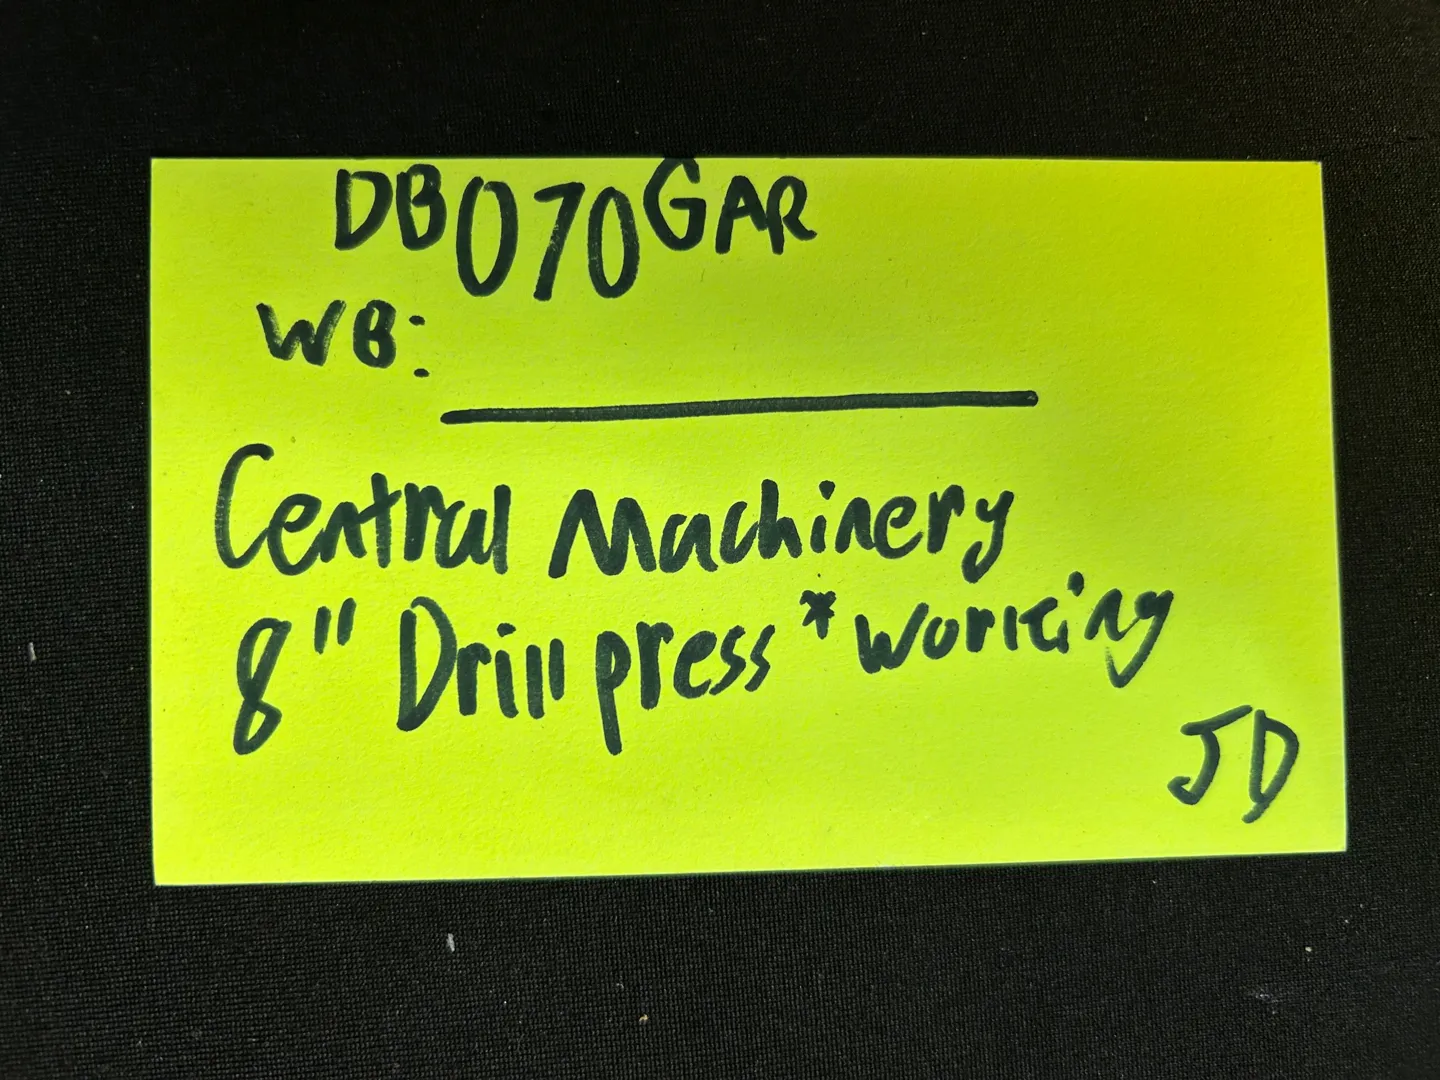 DB070GAR
WB:
Central Machinery
8" Drill press *working
JD